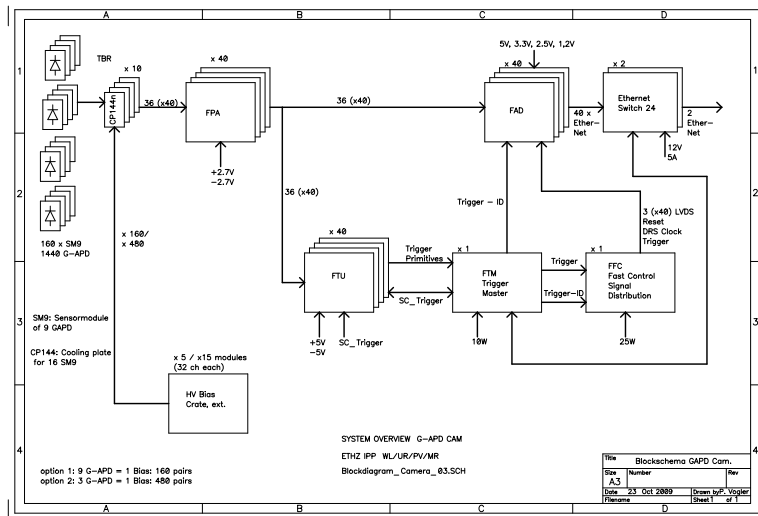 A
B
C
D
1
2
3
4
TBR
x 10
CP144n
36 (x40)
x 40
FPA
+2.7V
−2.7V
36 (x40)
36 (x40)
5V, 3.3V, 2.5V, 1,2V
x 40
FAD
40 x
Ether−
Net
x 2
Ethernet
Switch 24
2
Ether−
Net
12V
5A
160 x SM9
1440 G−APD
x 160/
x 480
Trigger − ID
3 (x40) LVDS
Reset
DRS Clock
Trigger
x 40
FTU
+5V
−5V
SC_Trigger
Trigger
Primitives
SC_Trigger
x 1
FTM
Trigger
Master
10W
Trigger
Trigger−ID
x 1
FFC
Fast Control
Signal
Distribution
25W
SM9: Sensormodule
of 9 GAPD
CP144: Cooling plate
for 16 SM9
x 5 / x15 modules
(32 ch each)
HV Bias
Crate, ext.
SYSTEM OVERVIEW G−APD CAM
ETHZ IPP WL/UR/PV/MR
Blockdiagram_Camera_03.SCH
option 1: 9 G−APD = 1 Bias: 160 pairs
option 2: 3 G−APD = 1 Bias: 480 pairs
Title
Blockschema GAPD Cam.
Size
A3
Number
Rev
Date 23 Oct 2009
Drawn by P. Vogler
Filename
Sheet 1 of 1
A
B
C
D
1
2
3
4